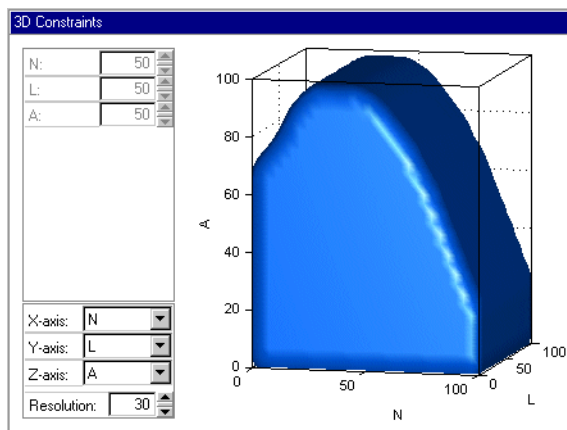 3D Constraints
N: 50
L: 50
A: 50
X-axis: N
Y-axis: L
Z-axis: A
Resolution: 30
100
80
60
40
20
0
A
0 50 100
N
0 50 100
L